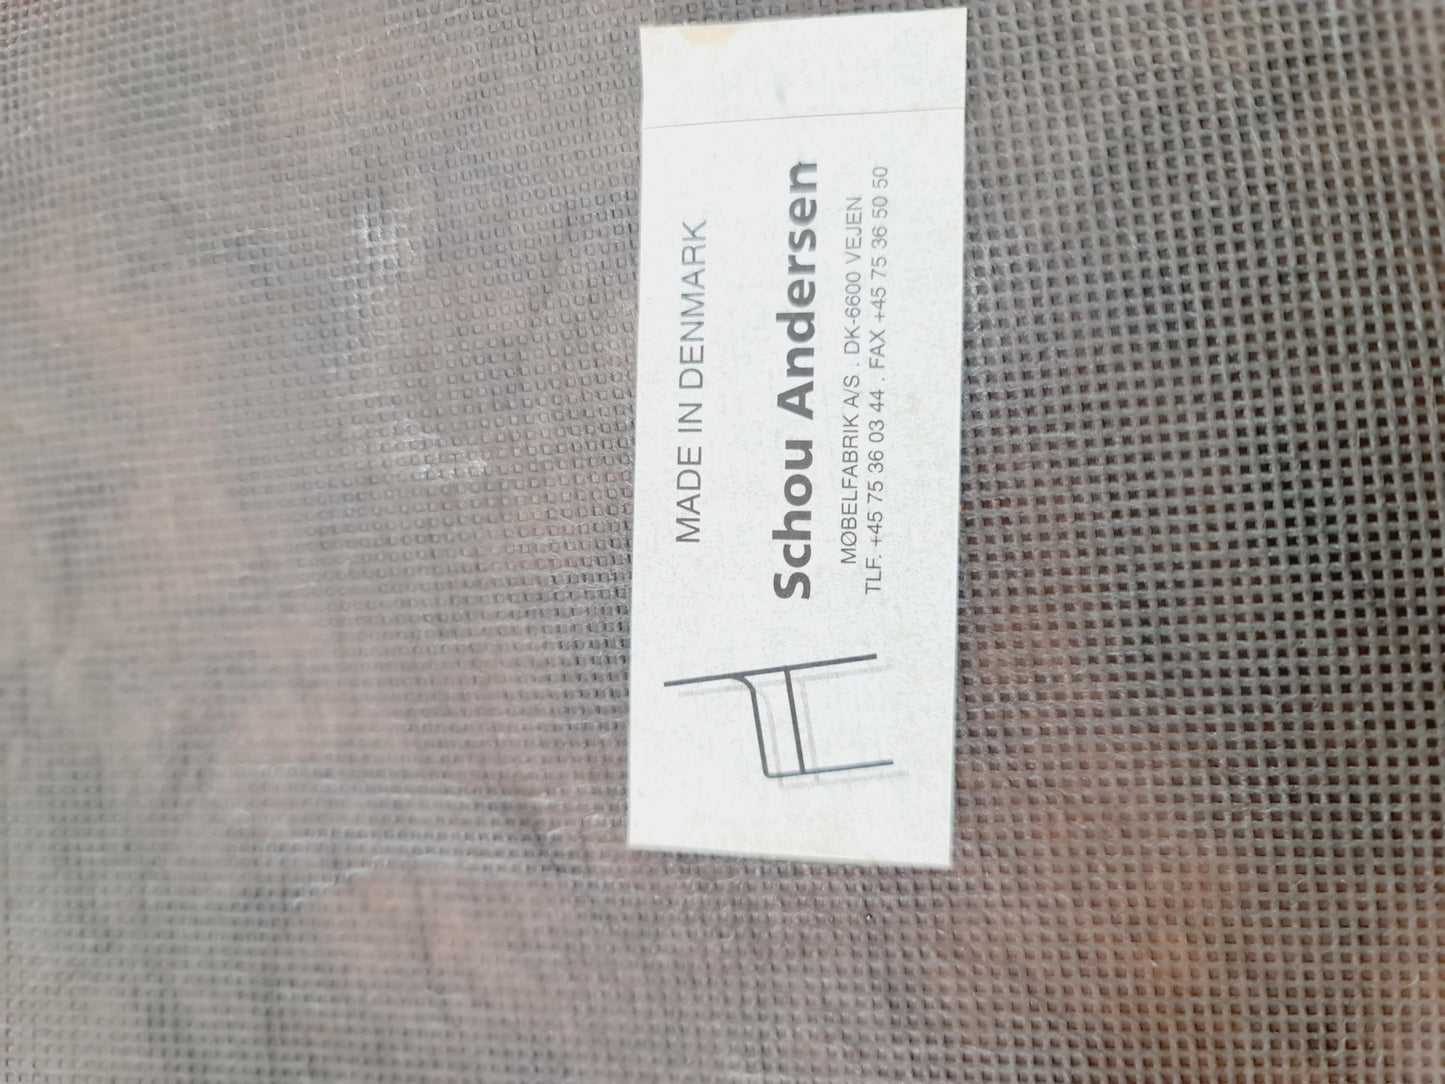 MADE IN DENMARK
Schou Andersen
MØBELFABRIK A/S . DK-6600 VEJEN
TLF. +45 75 36 03 44 . FAX +45 75 36 50 50